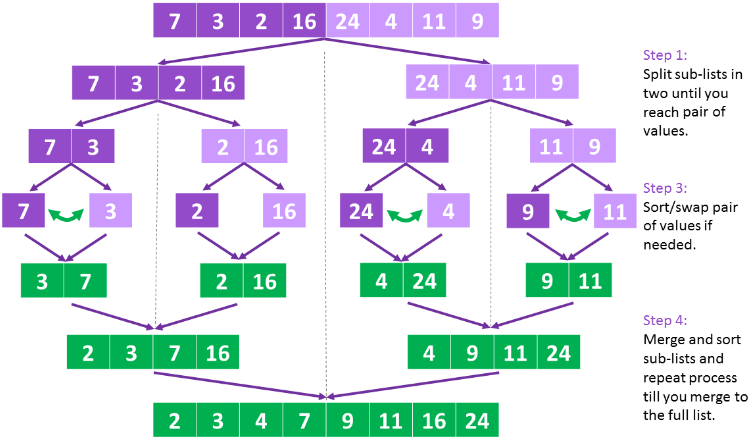 7 3 2 16 24 4 11 9
Step 1:
Split sub-lists in
two until you
reach pair of
values.
7 3 2 16
24 4 11 9
7 3
2 16
24 4
11 9
Step 3:
Sort/swap pair
of values if
needed.
7
3
2
16
24
4
9
11
3 7
2 16
4 24
9 11
Step 4:
Merge and sort
sub-lists and
repeat process
till you merge to
the full list.
2 3 7 16
4 9 11 24
2 3 4 7 9 11 16 24